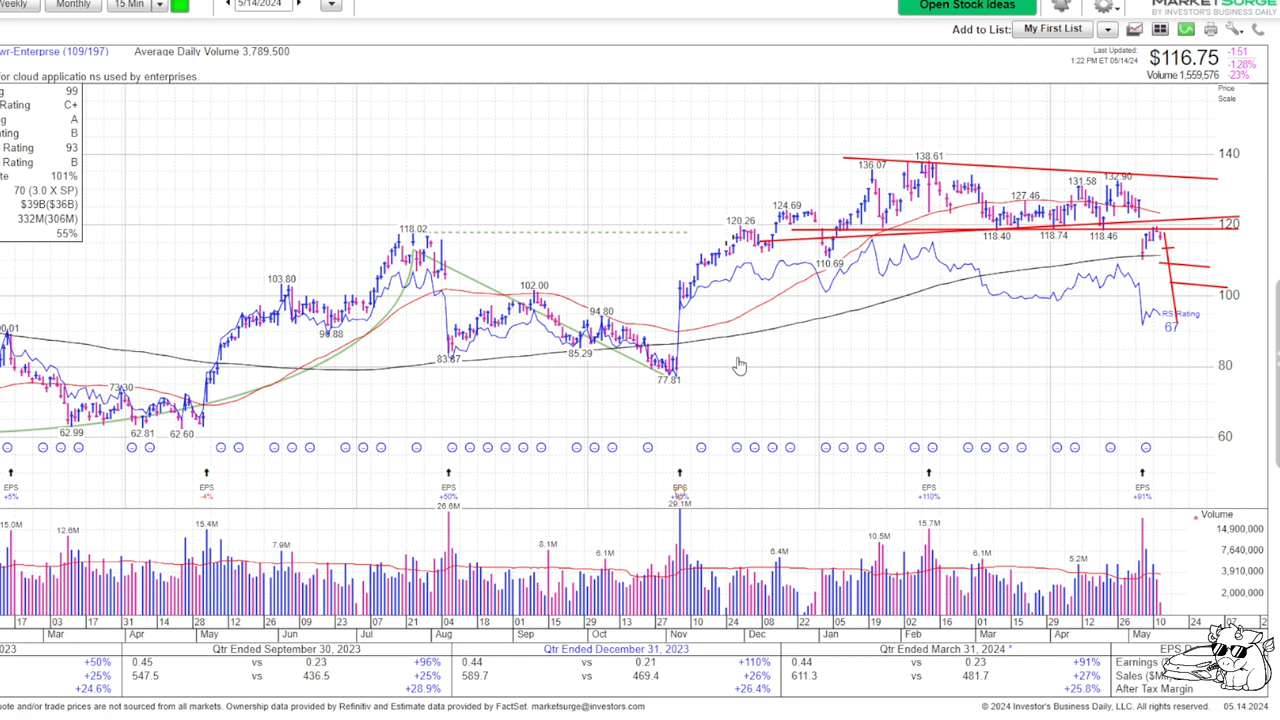 Weekly Monthly 15 Min 5/14/2024 Open Stock Ideas MARKETSURGE
BY INVESTOR'S BUSINESS DAILY
Add to List: My First List
wr-Enterprse (109/197) Average Daily Volume 3,789,500
Last Updated:
1:22 PM ET 05/14/24
$116.75
Volume 1,559,576
-1.51
-1.28%
-23%
for cloud applicatio ns used by enterprises.
g 99
Rating C+
g A
ating B
Rating 93
Rating B
te 101%
70 (3.0 X SP)
$39B($36B)
332M(306M)
55%
Price
Scale
140
120
100
80
60
138.61
136.07
132.90
131.58
127.46
124.69
120.26
118.02
118.40
118.74
118.46
110.69
103.80
102.00
94.80
83.67
85.29
77.81
73.30
62.99
62.81
62.60
RS Rating
67
EPS EPS EPS EPS EPS EPS
+5% -4% +50% +110% +91%
Volume
14,900,000
7,640,000
3,910,000
2,000,000
15.0M 12.6M 15.4M 7.9M 26.6M 8.1M 6.1M 29.1M 6.4M 10.5M 15.7M 6.1M 5.2M
17 03 17 31 14 28 12 26 09 23 07 21 04 18 01 15 29 13 27 10 24 08 22 05 19 02 16 01 15 29 12 26 10 24
Mar Apr May Jun Jul Aug Sep Oct Nov Dec Jan Feb Mar Apr May
2023 Qtr Ended September 30, 2023 Qtr Ended December 31, 2023 Qtr Ended March 31, 2024 * EPS D
+50% 0.45 vs 0.23 +96% 0.44 vs 0.21 +110% 0.44 vs 0.23 +91% Earnings
+25% 547.5 vs 436.5 +25% 589.7 vs 469.4 +26% 611.3 vs 481.7 +27% Sales ($M
+24.6% +28.9% +26.4% +25.8% After Tax Margin
quote and/or trade prices are not sourced from all markets. Ownership data provided by Refinitiv and Estimate data provided by FactSet. marketsurge@investors.com © 2024 Investor's Business Daily, LLC. All rights reserved. 05.14.2024